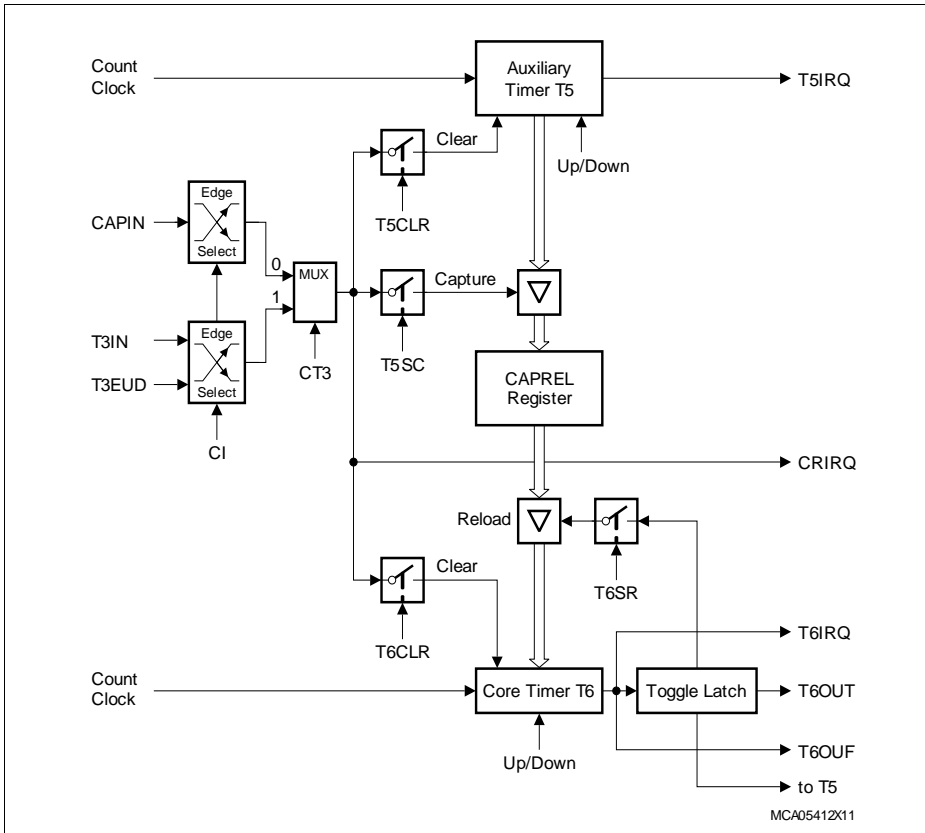 Count
Clock
Auxiliary
Timer T5
T5IRQ
Clear
Up/Down
T5CLR
Edge
Select
CAPIN
0
MUX
1
Capture
T3IN
T3EUD
Edge
Select
CT3
T5SC
CAPREL
Register
CI
CRIRQ
Reload
Clear
T6SR
T6CLR
T6IRQ
Count
Clock
Core Timer T6
Toggle Latch
T6OUT
Up/Down
T6OUF
to T5
MCA05412X11